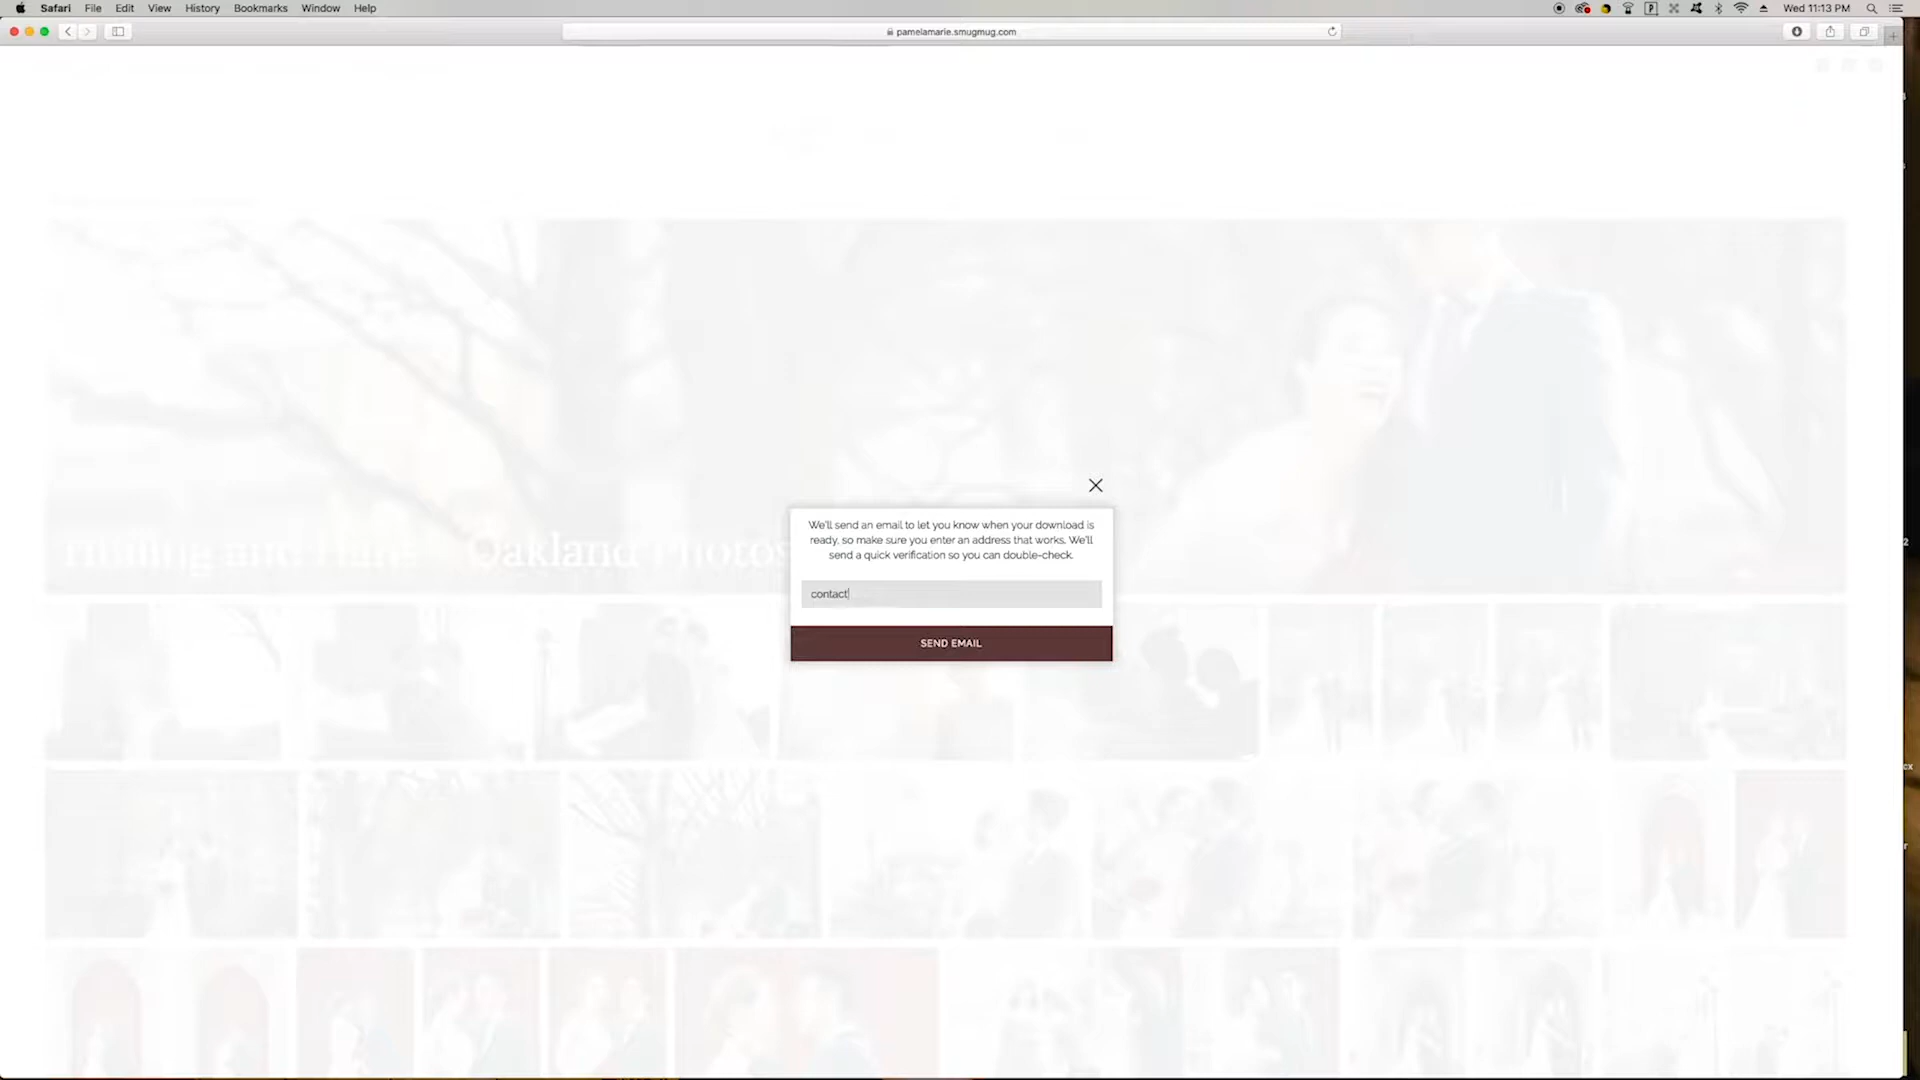 Safari File Edit View History Bookmarks Window Help Wed 11:13 PM
pamelamarie.smugmug.com
We'll send an email to let you know when your download is
ready, so make sure you enter an address that works. We'll
send a quick verification so you can double-check.
Oakland Photos
contact
SEND EMAIL